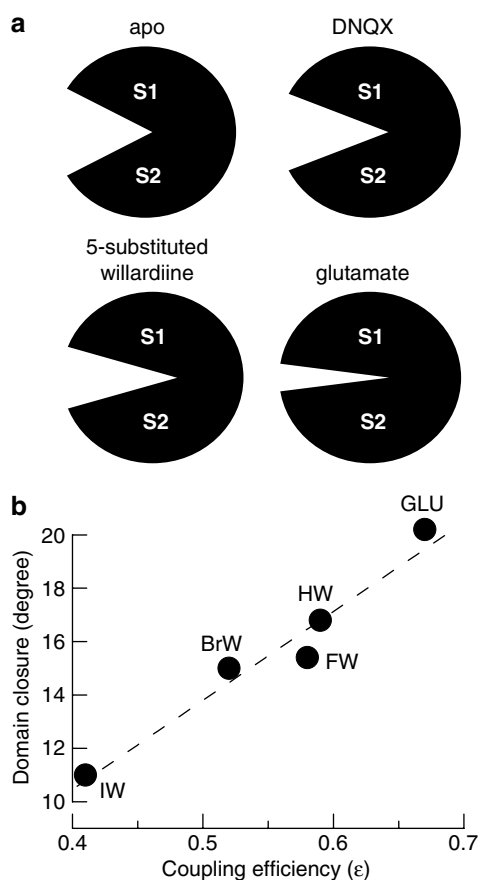 a
apo
DNQX
S1
S2
S1
S2
5-substituted
willardiine
glutamate
S1
S2
S1
S2
b
Domain closure (degree)
20
18
16
14
12
10
GLU
HW
BrW
FW
IW
0.4
0.5
0.6
0.7
Coupling efficiency (ε)